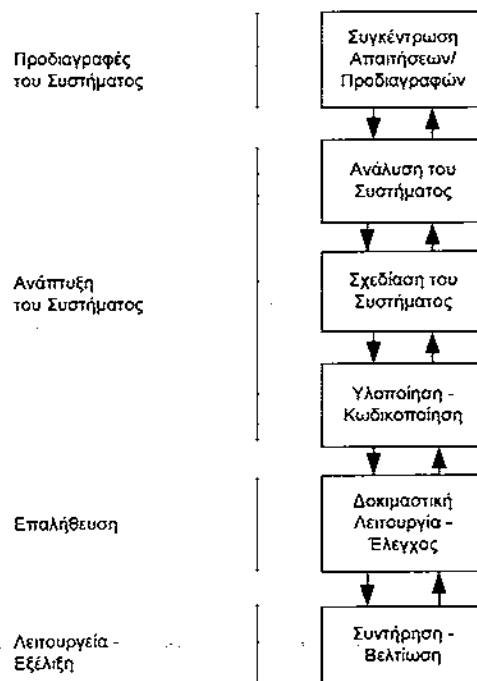 Προδιαγραφές
του Συστήματος
Συγκέντρωση
Απαιτήσεων/
Προδιαγραφών
Ανάπτυξη
του Συστήματος
Ανάλυση του
Συστήματος
Σχεδίαση του
Συστήματος
Υλοποίηση -
Κωδικοποίηση
Επαλήθευση
Δοκιμαστική
Λειτουργία -
Έλεγχος
Λειτουργεία -
Εξέλιξη
Συντήρηση -
Βελτίωση